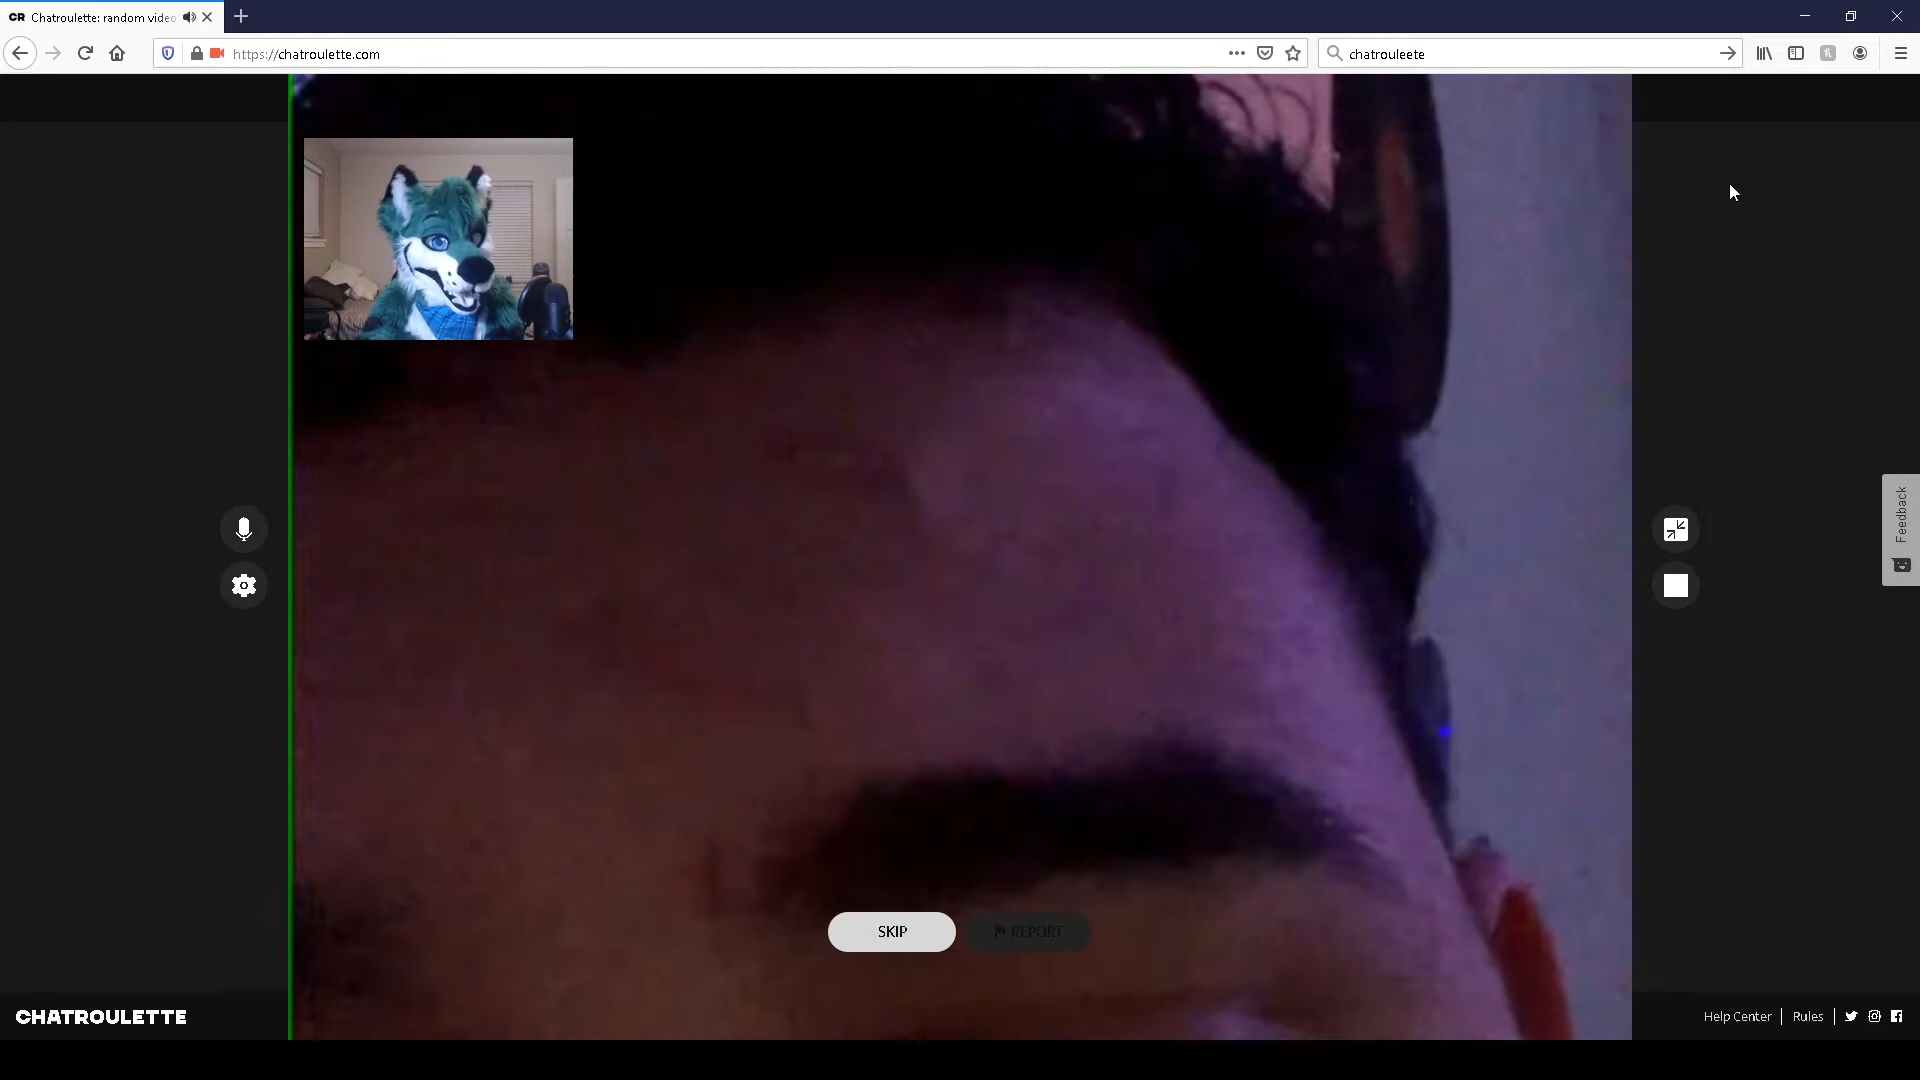 CR Chatroulette: random video
https://chatroulette.com
chatrouleete
Feedback
SKIP
REPORT
CHATROULETTE
Help Center
Rules